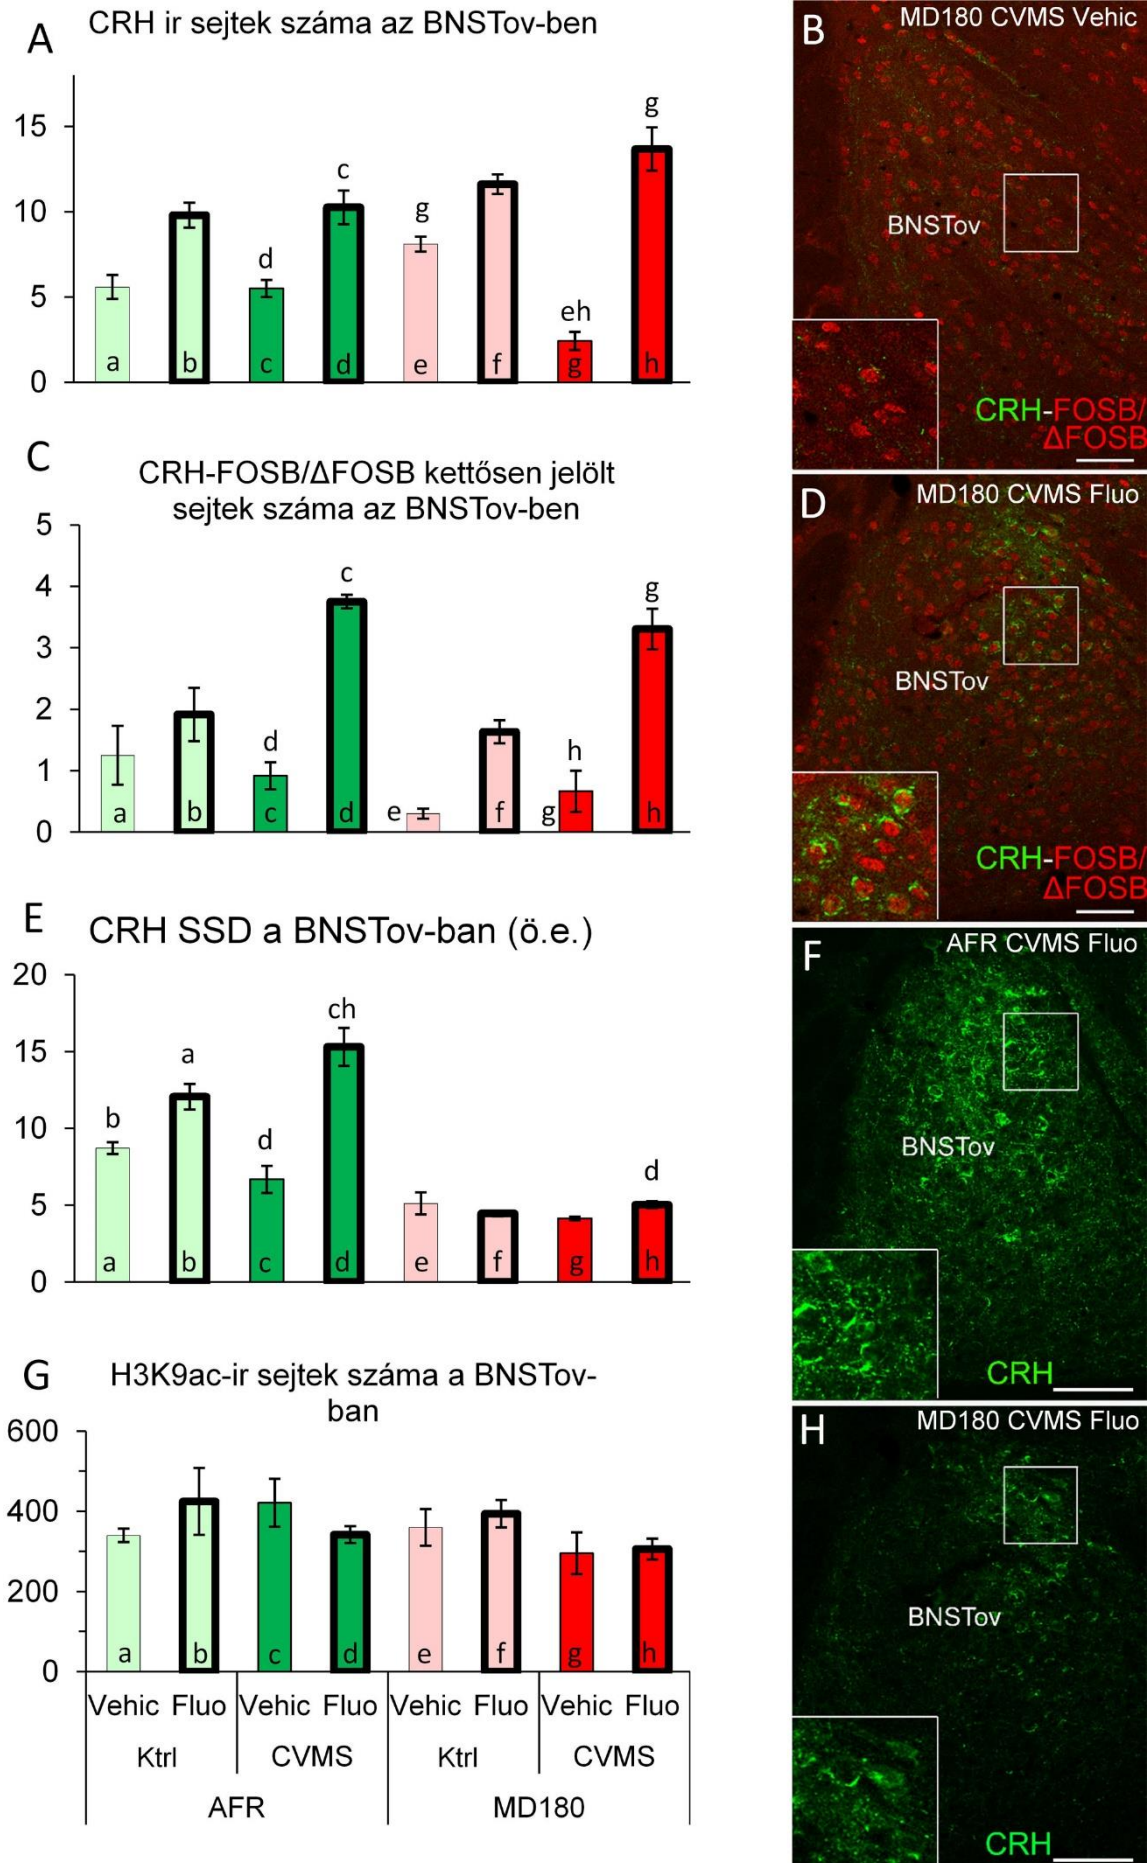 A
CRH ir sejtek száma az BNSTov-ben
15
10
5
0
a
b
d
c
c
d
g
e
f
eh
g
g
h
B
MD180 CVMS Vehic
BNSTov
CRH-FOSB/
ΔFOSB
C
CRH-FOSB/ΔFOSB kettősen jelölt
sejtek száma az BNSTov-ben
5
4
3
2
1
0
a
b
d
c
c
d
e
f
h
g
g
h
D
MD180 CVMS Fluo
BNSTov
CRH-FOSB/
ΔFOSB
E
CRH SSD a BNSTov-ban (ö.e.)
20
15
10
5
0
b
a
a
b
d
c
ch
d
e
f
g
d
h
F
AFR CVMS Fluo
BNSTov
CRH
G
H3K9ac-ir sejtek száma a BNSTov-
ban
600
400
200
0
a
b
c
d
e
f
g
h
Vehic Fluo Vehic Fluo Vehic Fluo Vehic Fluo
Ktrl CVMS Ktrl CVMS
AFR MD180
H
MD180 CVMS Fluo
BNSTov
CRH